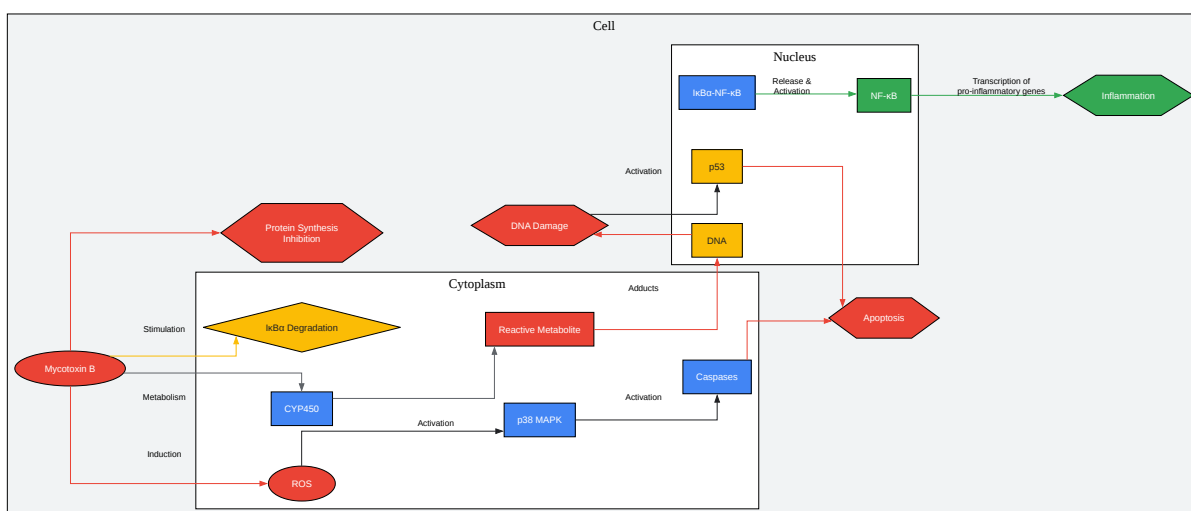 Cell
Nucleus
IκBα-NF-κB
Release &
Activation
NF-κB
Transcription of
pro-inflammatory genes
Inflammation
Activation
p53
Protein Synthesis
Inhibition
DNA Damage
DNA
Cytoplasm
Adducts
Stimulation
IκBα Degradation
Reactive Metabolite
Apoptosis
Mycotoxin B
Metabolism
CYP450
p38 MAPK
Activation
Caspases
Activation
Induction
ROS